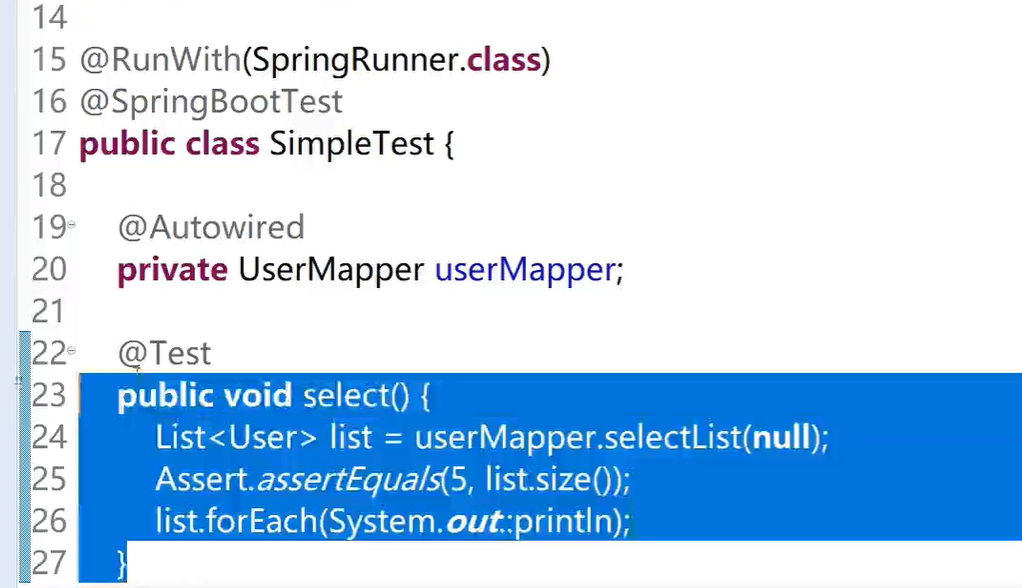 14
15 @RunWith(SpringRunner.class)
16 @SpringBootTest
17 public class SimpleTest {
18
19 @Autowired
20 private UserMapper userMapper;
21
22 @Test
23 public void select() {
24 List<User> list = userMapper.selectList(null);
25 Assert.assertEquals(5, list.size());
26 list.forEach(System.out::println);
27 }